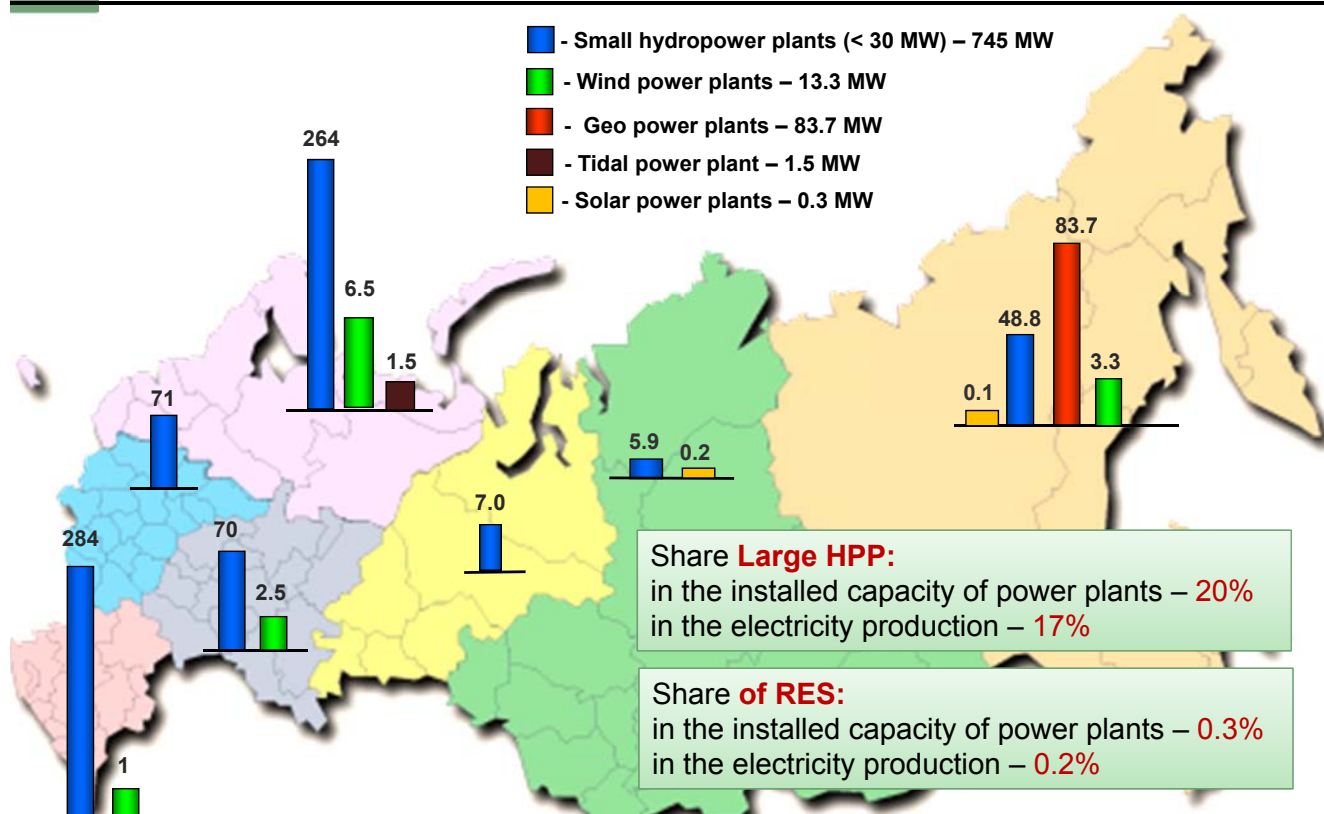 - Small hydropower plants (< 30 MW) – 745 MW
- Wind power plants – 13.3 MW
- Geo power plants – 83.7 MW
- Tidal power plant – 1.5 MW
- Solar power plants – 0.3 MW
264
6.5
1.5
71
83.7
48.8
3.3
0.1
5.9
0.2
7.0
284
70
2.5
1
Share Large HPP:
in the installed capacity of power plants – 20%
in the electricity production – 17%
Share of RES:
in the installed capacity of power plants – 0.3%
in the electricity production – 0.2%